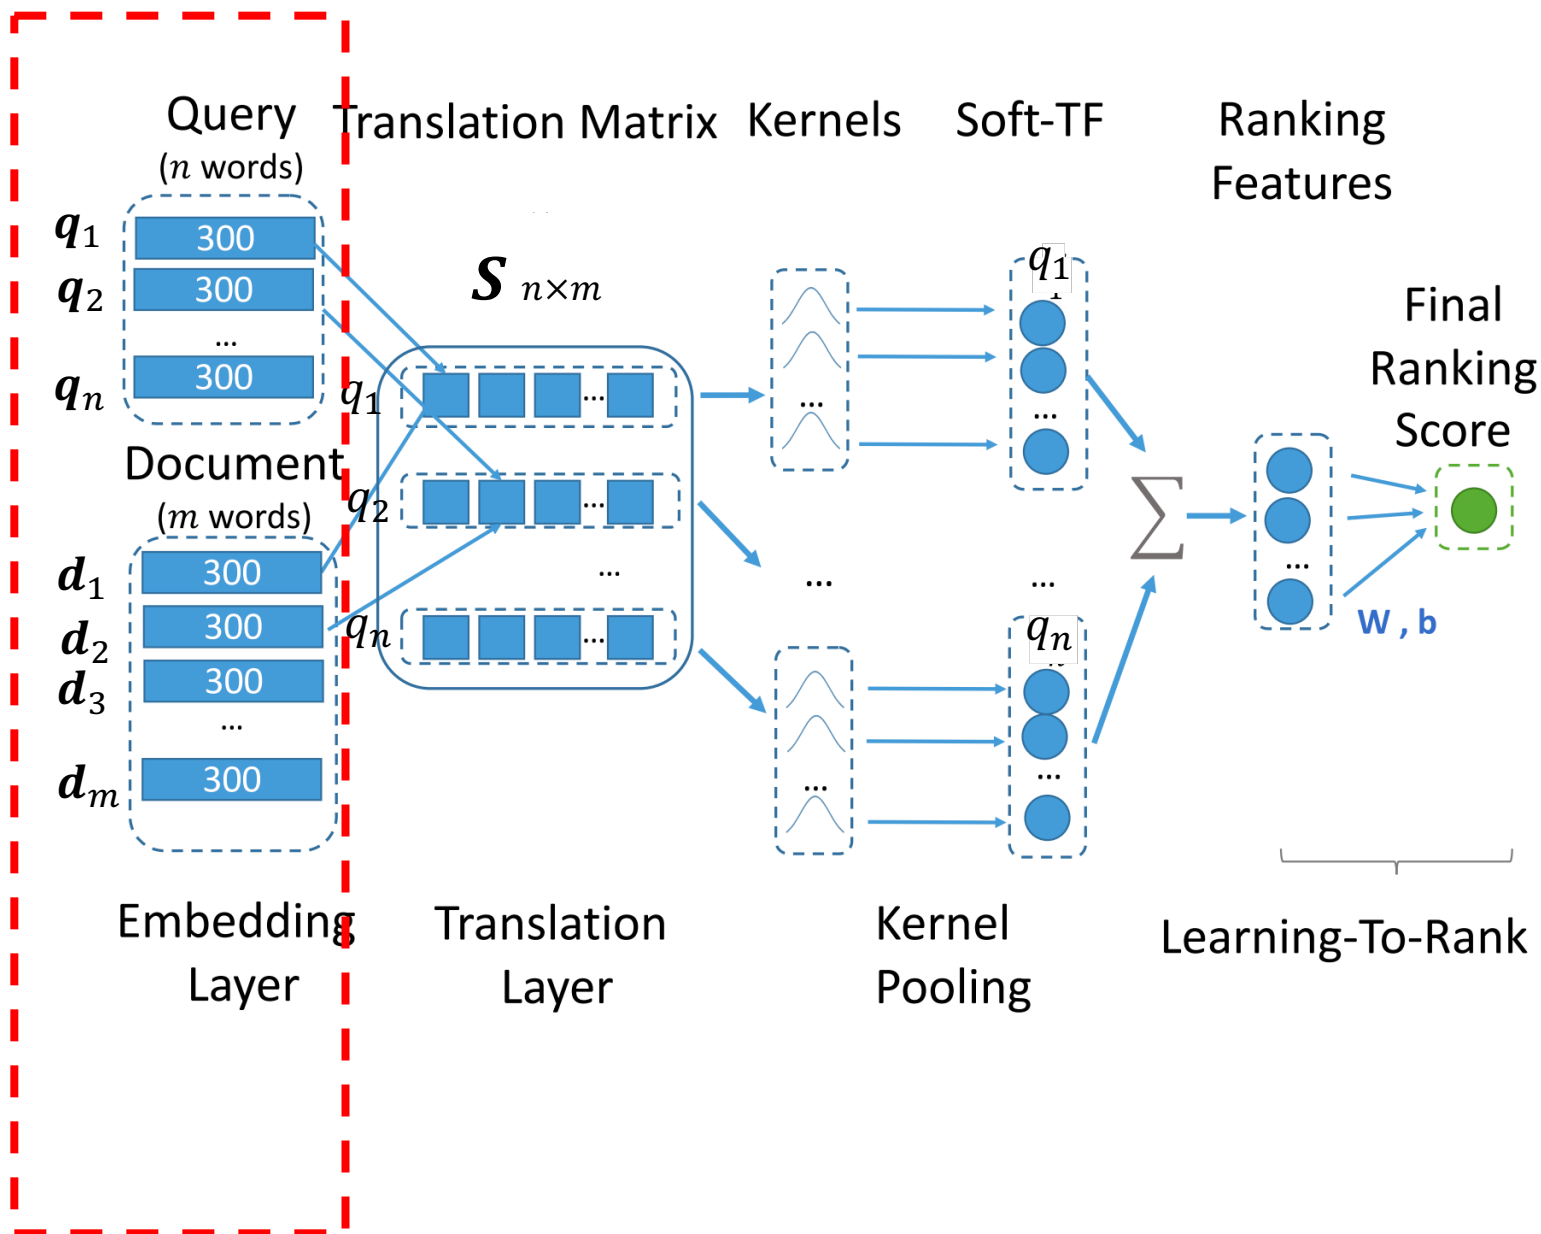 Query
(n words)
q1
300
q2
300
...
qn
300
Document
(m words)
d1
300
d2
300
d3
300
...
dm
300
Embedding
Layer
Translation Matrix
S n×m
q1
...
q2
...
...
qn
...
Translation
Layer
Kernels
...
...
...
Soft-TF
q1
...
...
qn
...
Kernel
Pooling
∑
Ranking
Features
...
W , b
Final
Ranking
Score
Learning-To-Rank